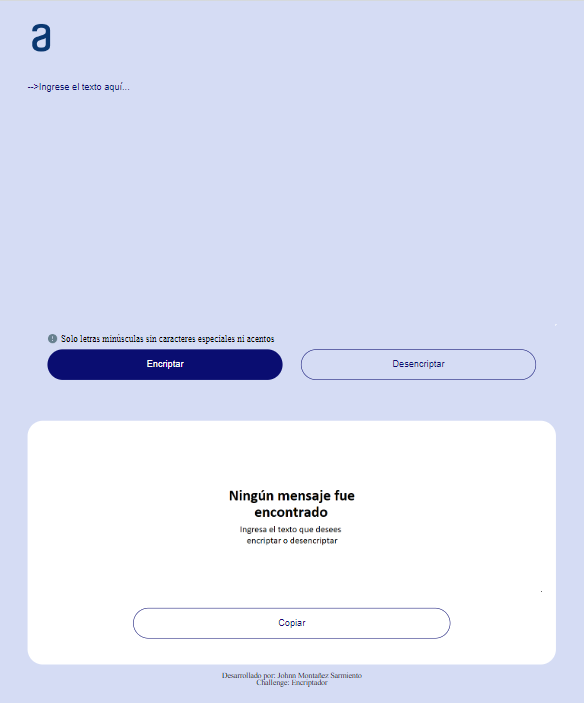 a
-->Ingrese el texto aquí...
Solo letras minúsculas sin caracteres especiales ni acentos
Encriptar
Desencriptar
Ningún mensaje fue
encontrado
Ingresa el texto que desees
encriptar o desencriptar
Copiar
Desarrollado por: Johnn Montañez Sarmiento
Challenge: Encriptador